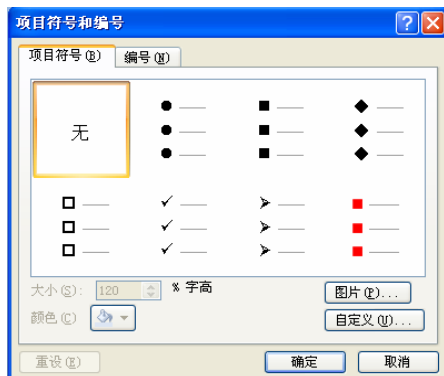 项目符号和编号
项目符号(B) 编号(N)
无
大小(S): 120 % 字高 图片(P)...
颜色(C) 自定义(U)...
重设(E) 确定 取消